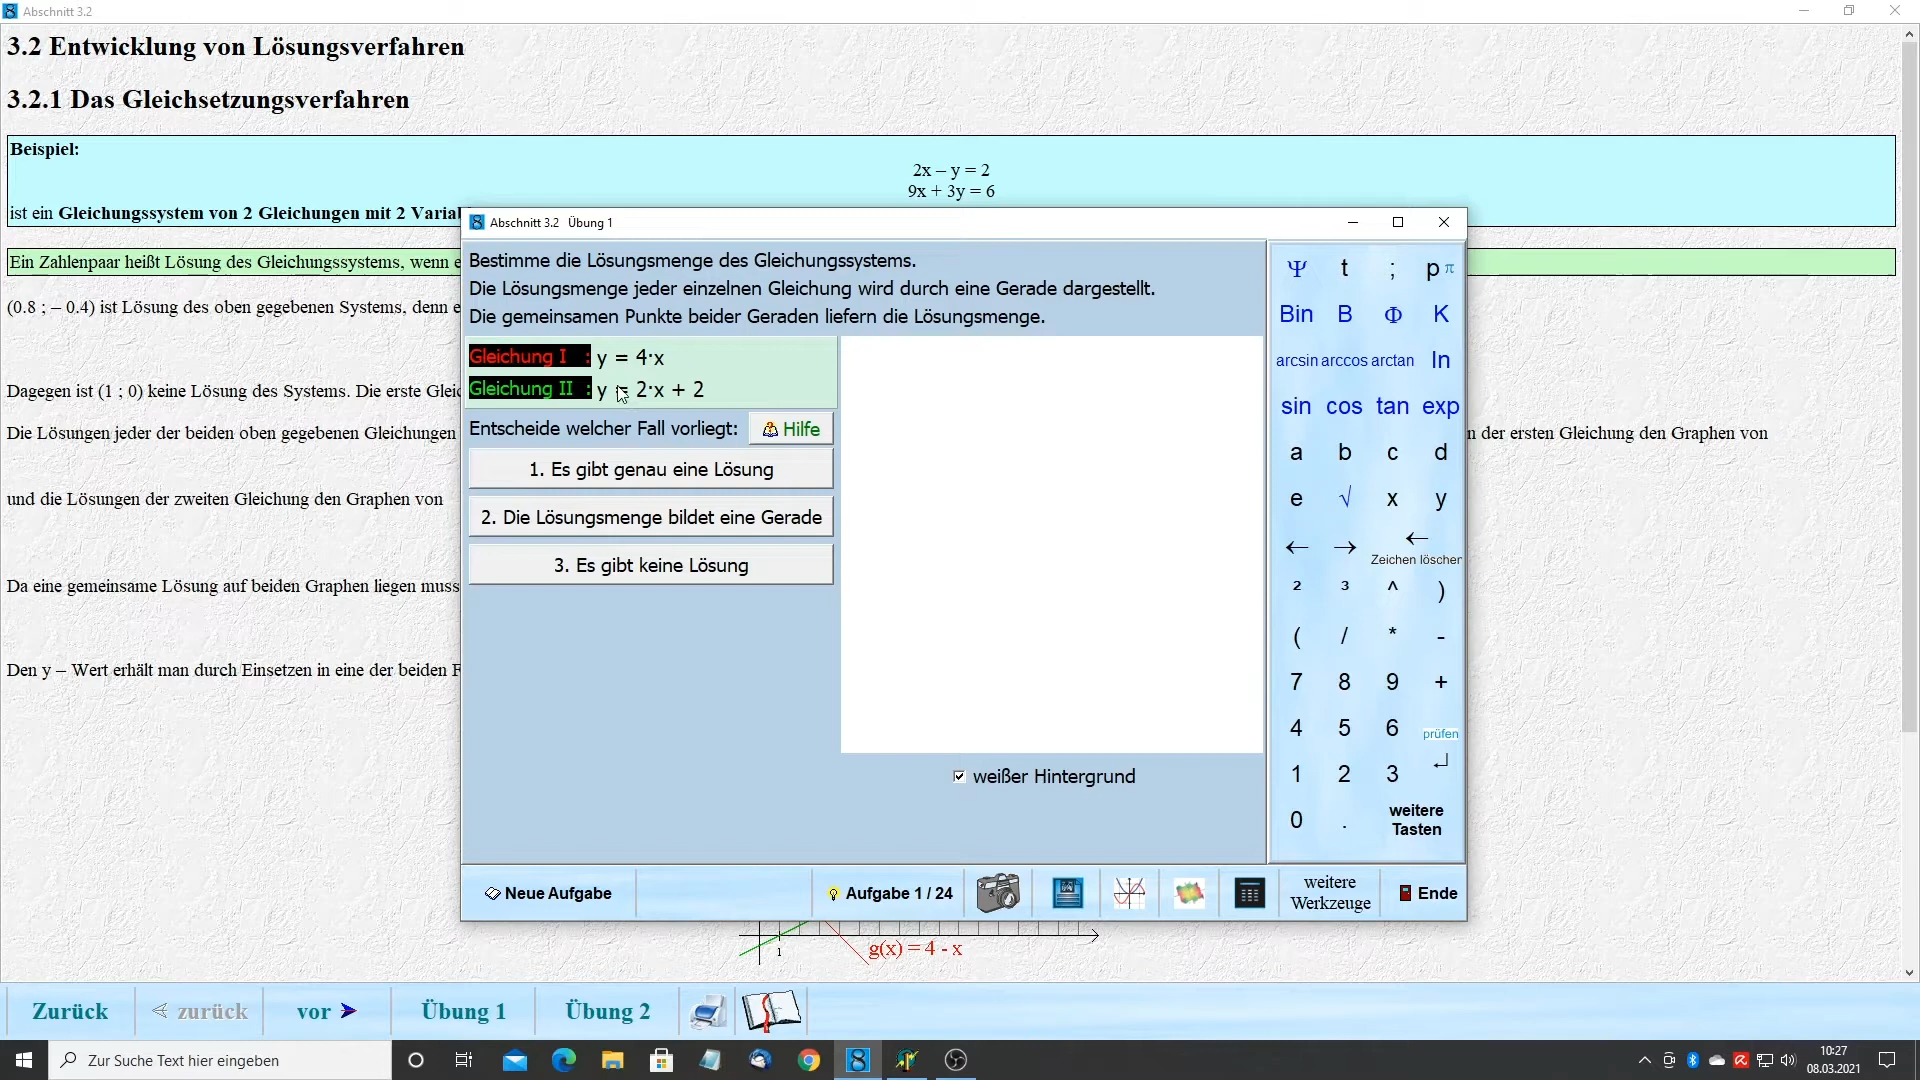 Abschnitt 3.2
3.2 Entwicklung von Lösungsverfahren
3.2.1 Das Gleichsetzungsverfahren
Beispiel:
2x – y = 2
9x + 3y = 6
ist ein Gleichungssystem von 2 Gleichungen mit 2
Ein Zahlenpaar heißt Lösung des Gleichungssystems, wenn
(0.8 ; – 0.4) ist Lösung des oben gegebenen Systems, denn
Dagegen ist (1 ; 0) keine Lösung des Systems. Die erste
Die Lösungen jeder der beiden oben gegebenen Gleichungen
n der ersten Gleichung den Graphen von
und die Lösungen der zweiten Gleichung den Graphen von
Da eine gemeinsame Lösung auf beiden Graphen liegen muss
Den y – Wert erhält man durch Einsetzen in eine der beiden
Abschnitt 3.2 Übung 1
Bestimme die Lösungsmenge des Gleichungssystems.
Die Lösungsmenge jeder einzelnen Gleichung wird durch eine Gerade dargestellt.
Die gemeinsamen Punkte beider Geraden liefern die Lösungsmenge.
Gleichung I : y = 4·x
Gleichung II : y = 2·x + 2
Entscheide welcher Fall vorliegt: Hilfe
1. Es gibt genau eine Lösung
2. Die Lösungsmenge bildet eine Gerade
3. Es gibt keine Lösung
weißer Hintergrund
Ψ t ; p π
Bin B Φ K
arcsin arccos arctan ln
sin cos tan exp
a b c d
e √ x y
← → ←
Zeichen löschen
² ³ ^ )
( / * -
7 8 9 +
4 5 6 prüfen
1 2 3 ↵
0 . weitere
Tasten
Neue Aufgabe Aufgabe 1 / 24 weitere
Werkzeuge Ende
1
g(x) = 4 - x
Zurück zurück vor Übung 1 Übung 2
Zur Suche Text hier eingeben
10:27
08.03.2021